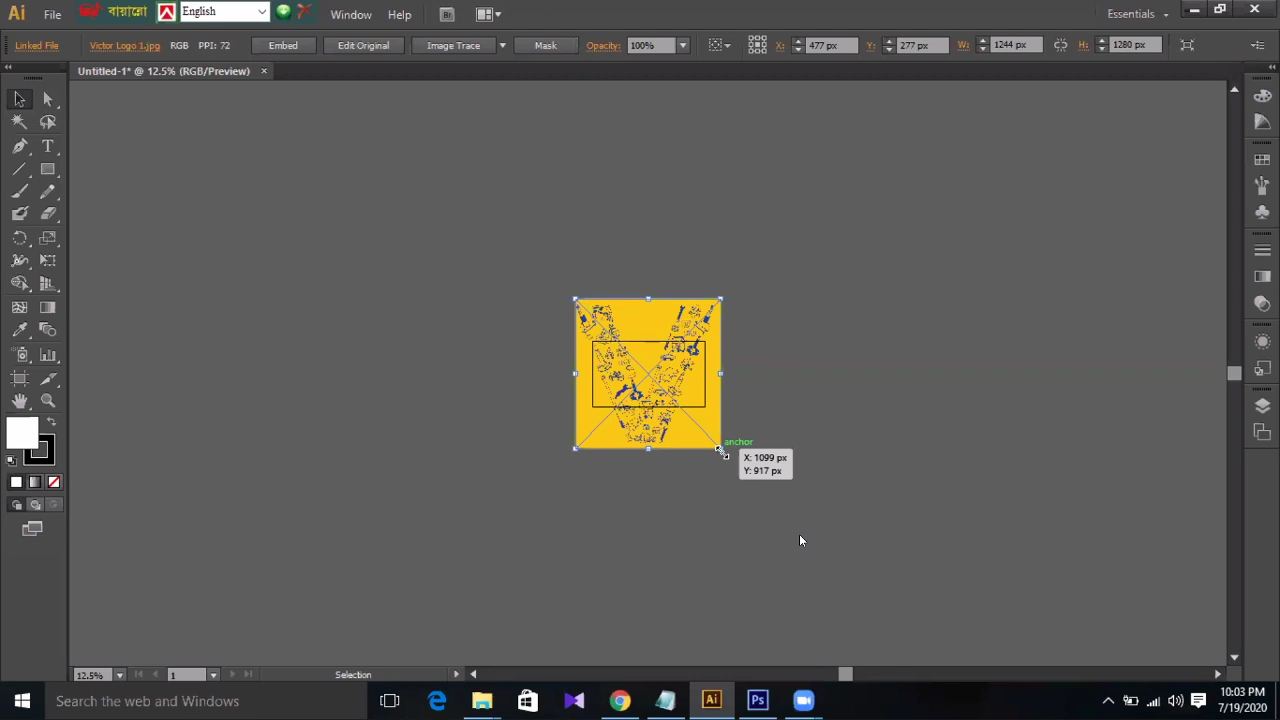 Ai File বায়ান্নো English Window Help Br Essentials
Linked File Victor Logo 1.jpg RGB PPI: 72 Embed Edit Original Image Trace Mask Opacity: 100% X: 477 px Y: 277 px W: 1244 px H: 1280 px
Untitled-1* @ 12.5% (RGB/Preview) ×
T
anchor
X: 1099 px
Y: 917 px
12.5% 1 Selection
Search the web and Windows Ai Ps 10:03 PM
7/19/2020